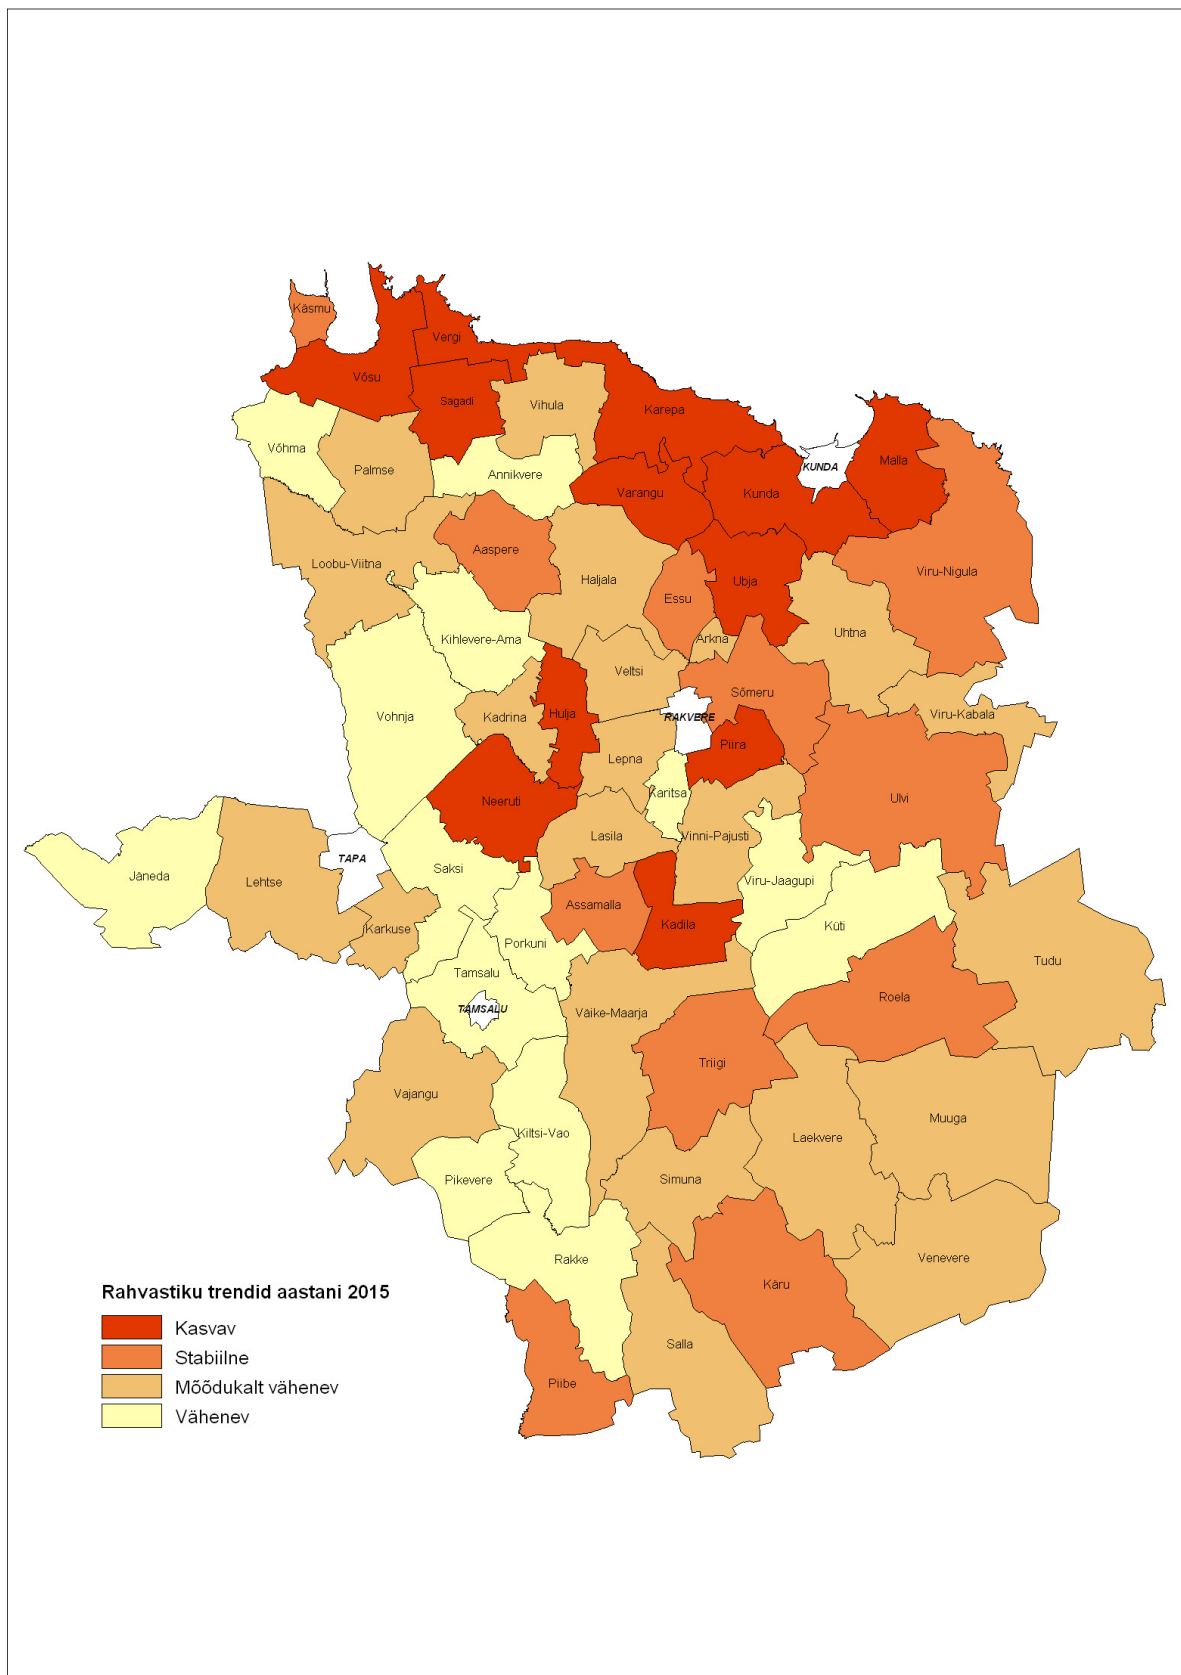 Käsmu
Vergi
Võsu
Sagadi
Vihula
Karepa
Võhma
Palmse
Annikvere
KUNDA
Malla
Varangu
Kunda
Aaspere
Loobu-Viitna
Haljala
Essu
Ubja
Viru-Nigula
Kihlevere-Ama
Arkna
Uhtna
Veltsi
Sõmeru
Vohnja
Kadrina
Hulja
RAKVERE
Viru-Kabala
Piira
Lepna
Neeruti
Karitsa
Ulvi
Lasila
Vinni-Pajusti
TAPA
Jäneda
Lehtse
Saksi
Viru-Jaagupi
Assamalla
Kadila
Küti
Karkuse
Porkuni
Tamsalu
Tudu
Roela
TAMSALU
Väike-Maarja
Triigi
Vajangu
Kiltsi-Vao
Laekvere
Muuga
Pikevere
Simuna
Rakke
Venevere
Käru
Salla
Piibe
Rahvastiku trendid aastani 2015
Kasvav
Stabiilne
Mõõdukalt vähenev
Vähenev